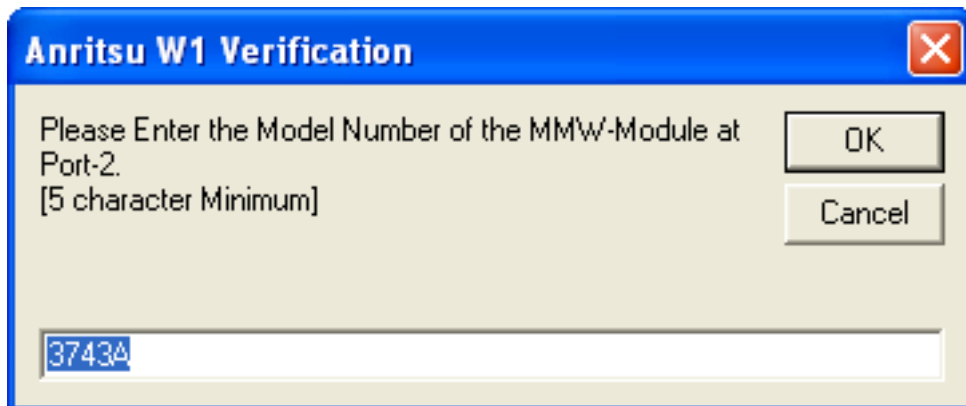 Anritsu W1 Verification
Please Enter the Model Number of the MMW-Module at
Port-2.
[5 character Minimum]
OK
Cancel
3743A